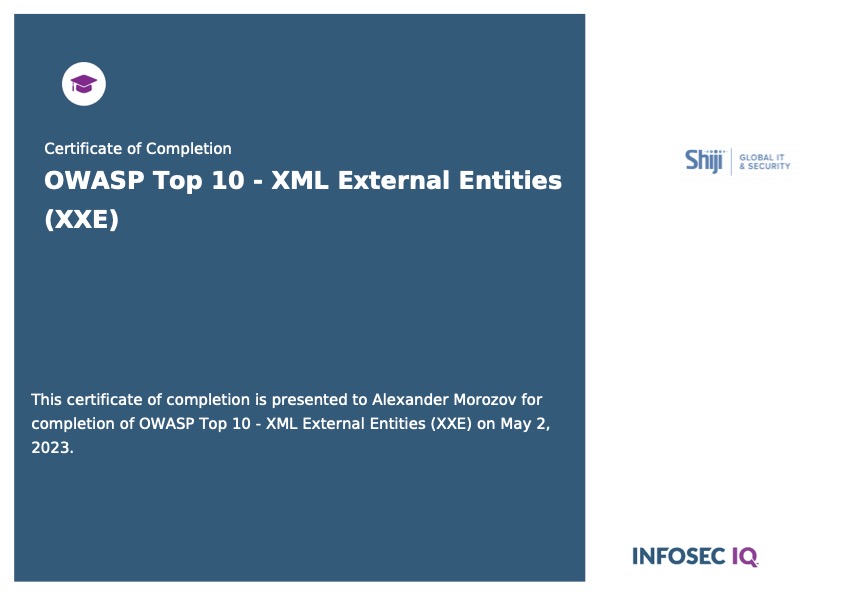 Certificate of Completion
OWASP Top 10 - XML External Entities
(XXE)
Shiji
GLOBAL IT
& SECURITY
This certificate of completion is presented to Alexander Morozov for
completion of OWASP Top 10 - XML External Entities (XXE) on May 2,
2023.
INFOSEC IQ